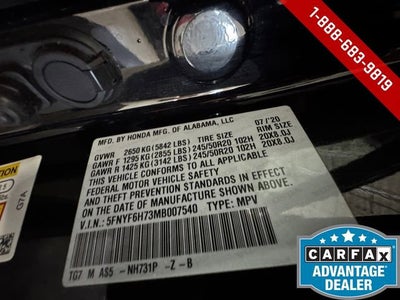 1-888-683-9819
MFD. BY HONDA MFG. OF ALABAMA, LLC 07/'20
GVWR 2650 KG (5842 LBS) TIRE SIZE RIM SIZE
GAWR F 1295 KG (2855 LBS) 245/50R20 102H 20X8.0J
GAWR R 1425 KG (3142 LBS) 245/50R20 102H 20X8.0J
THIS VEHICLE CONFORMS TO ALL APPLICABLE
FEDERAL MOTOR VEHICLE SAFETY
AND THEFT PREVENTION STANDARDS IN EFFECT
ON THE DATE OF MANUFACTURE SHOWN ABOVE.
V.I.N.: 5FNYF6H73MB007540 TYPE: MPV
TG7 M AS5 -NH731P -Z -B
G7A
CARFAX
ADVANTAGE
DEALER